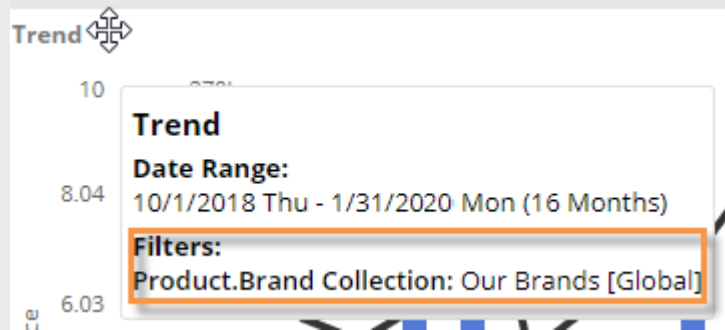 Trend
10
Trend
Date Range:
8.04
10/1/2018 Thu - 1/31/2020 Mon (16 Months)
Filters:
Product.Brand Collection: Our Brands [Global]
6.03